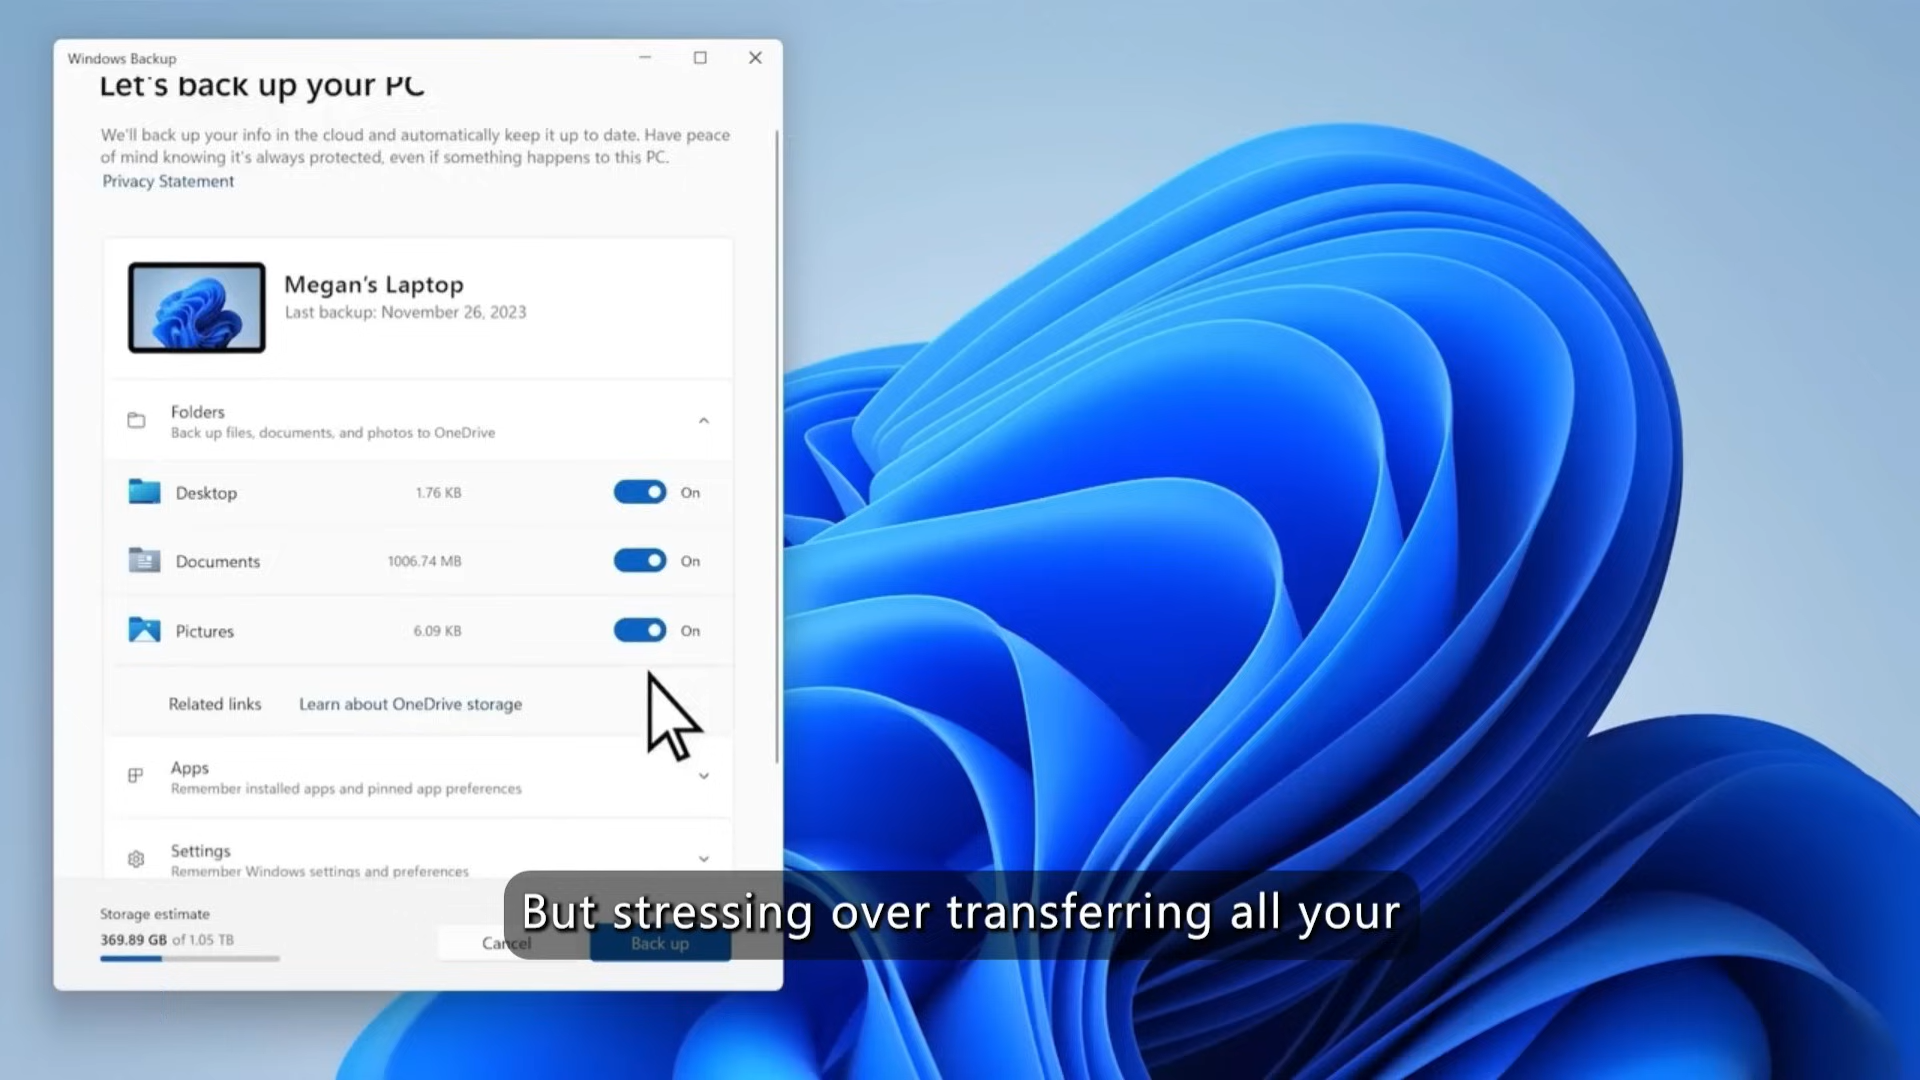 Windows Backup
Let's back up your PC
We'll back up your info in the cloud and automatically keep it up to date. Have peace
of mind knowing it's always protected, even if something happens to this PC.
Privacy Statement
Megan's Laptop
Last backup: November 26, 2023
Folders
Back up files, documents, and photos to OneDrive
Desktop 1.76 KB On
Documents 1006.74 MB On
Pictures 6.09 KB On
Related links Learn about OneDrive storage
Apps
Remember installed apps and pinned app preferences
Settings
Remember Windows settings and preferences
Storage estimate
369.89 GB of 1.05 TB
Cancel Back up
But stressing over transferring all your